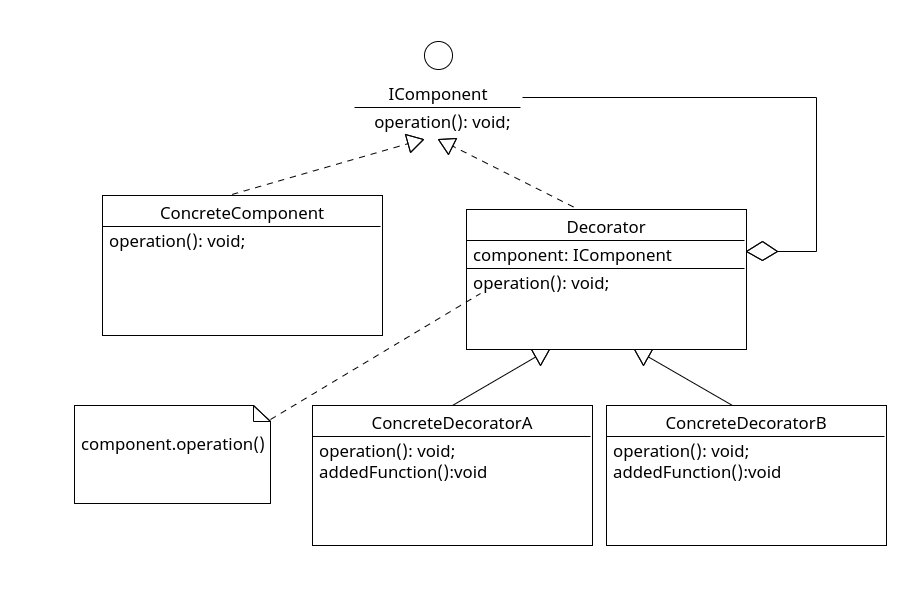 IComponent
operation(): void;
ConcreteComponent
operation(): void;
Decorator
component: IComponent
operation(): void;
component.operation()
ConcreteDecoratorA
operation(): void;
addedFunction():void
ConcreteDecoratorB
operation(): void;
addedFunction():void